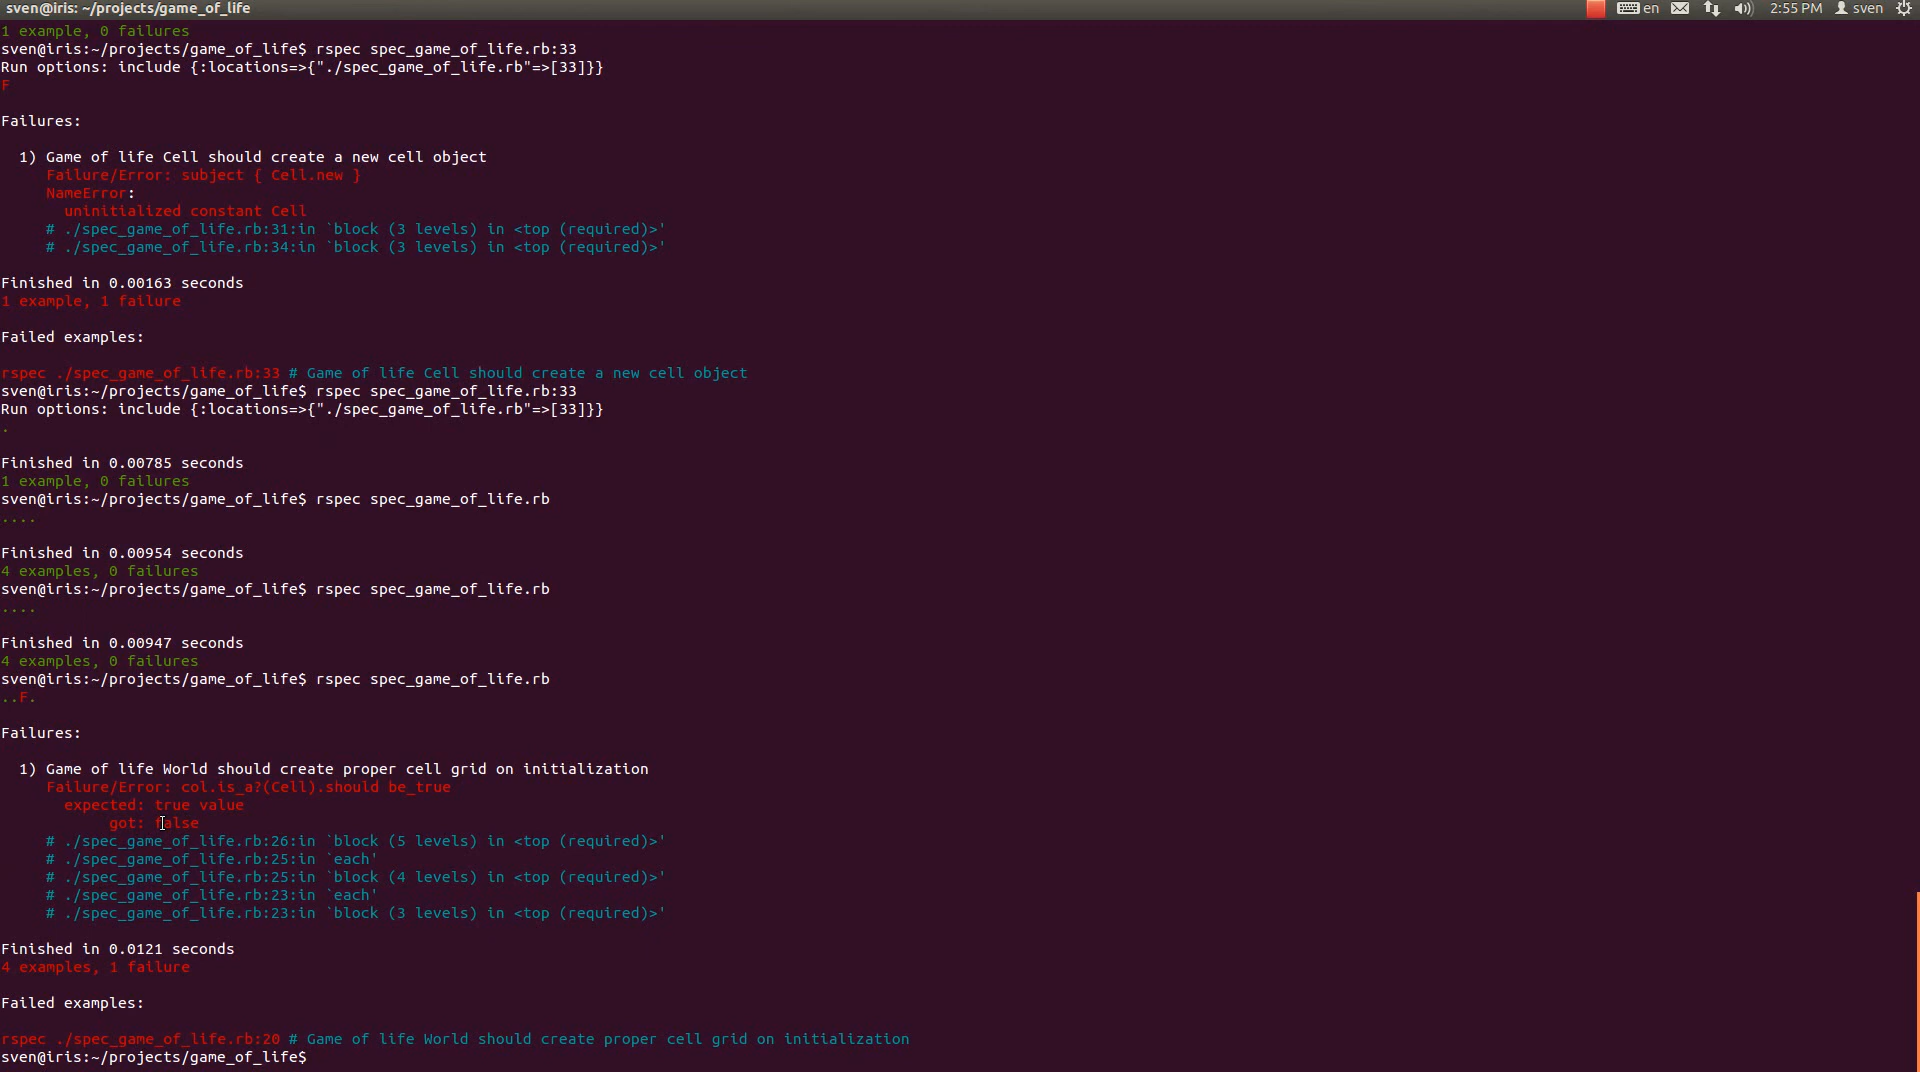 sven@iris: ~/projects/game_of_life
en
2:55 PM
sven
1 example, 0 failures
sven@iris:~/projects/game_of_life$ rspec spec_game_of_life.rb:33
Run options: include {:locations=>{"./spec_game_of_life.rb"=>[33]}}
F
Failures:
1) Game of life Cell should create a new cell object
Failure/Error: subject { Cell.new }
NameError:
uninitialized constant Cell
# ./spec_game_of_life.rb:31:in `block (3 levels) in <top (required)>'
# ./spec_game_of_life.rb:34:in `block (3 levels) in <top (required)>'
Finished in 0.00163 seconds
1 example, 1 failure
Failed examples:
rspec ./spec_game_of_life.rb:33 # Game of life Cell should create a new cell object
sven@iris:~/projects/game_of_life$ rspec spec_game_of_life.rb:33
Run options: include {:locations=>{"./spec_game_of_life.rb"=>[33]}}
.
Finished in 0.00785 seconds
1 example, 0 failures
sven@iris:~/projects/game_of_life$ rspec spec_game_of_life.rb
....
Finished in 0.00954 seconds
4 examples, 0 failures
sven@iris:~/projects/game_of_life$ rspec spec_game_of_life.rb
....
Finished in 0.00947 seconds
4 examples, 0 failures
sven@iris:~/projects/game_of_life$ rspec spec_game_of_life.rb
..F.
Failures:
1) Game of life World should create proper cell grid on initialization
Failure/Error: col.is_a?(Cell).should be_true
expected: true value
got: false
# ./spec_game_of_life.rb:26:in `block (5 levels) in <top (required)>'
# ./spec_game_of_life.rb:25:in `each'
# ./spec_game_of_life.rb:25:in `block (4 levels) in <top (required)>'
# ./spec_game_of_life.rb:23:in `each'
# ./spec_game_of_life.rb:23:in `block (3 levels) in <top (required)>'
Finished in 0.0121 seconds
4 examples, 1 failure
Failed examples:
rspec ./spec_game_of_life.rb:20 # Game of life World should create proper cell grid on initialization
sven@iris:~/projects/game_of_life$